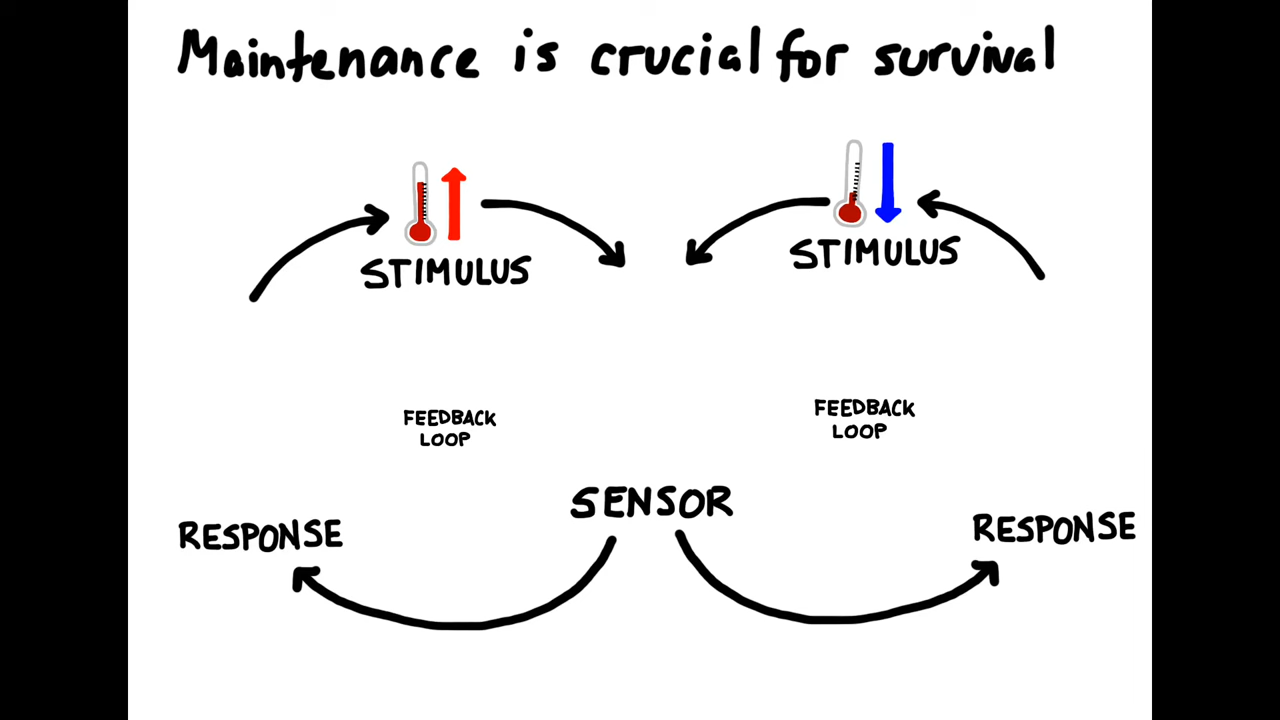 Maintenance is crucial for survival
STIMULUS
STIMULUS
FEEDBACK
LOOP
FEEDBACK
LOOP
SENSOR
RESPONSE
RESPONSE